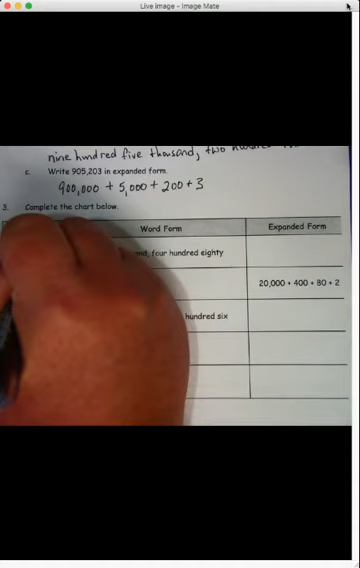 Live Image - Image Mate
nine hundred five thousand, two hundred
c. Write 905,203 in expanded form.
900,000 + 5,000 + 200 + 3
3. Complete the chart below.
Word Form Expanded Form
four hundred eighty
20,000 + 400 + 80 + 2
hundred six